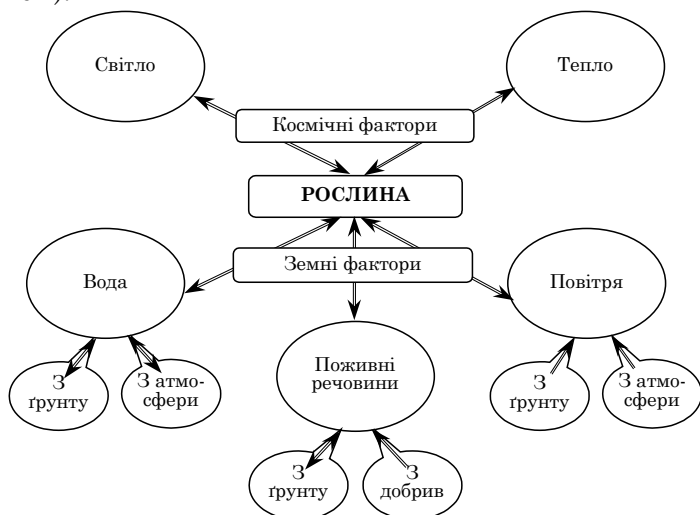 Світло
Тепло
Космічні фактори
РОСЛИНА
Земні фактори
Вода
Повітря
Поживні
речовини
З
ґрунту
З атмо-
сфери
З
ґрунту
З атмо-
сфери
З
ґрунту
З
добрив